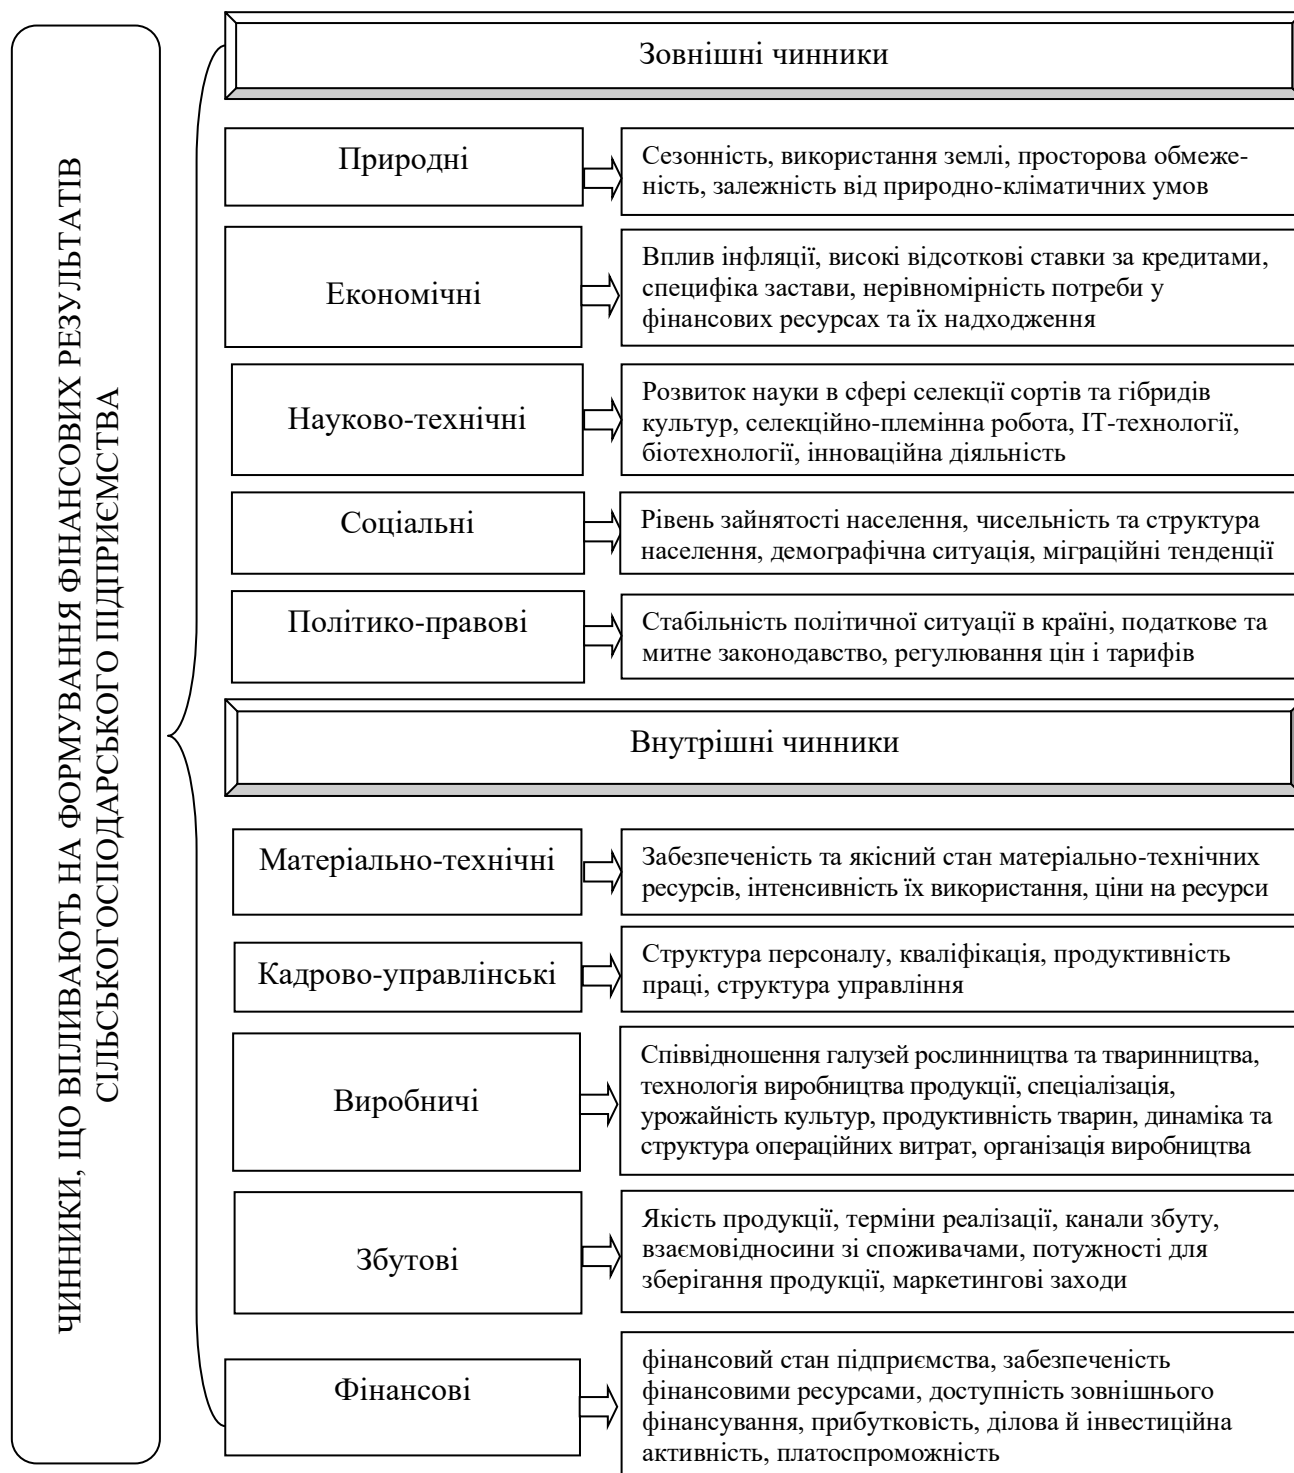 ЧИННИКИ, ЩО ВПЛИВАЮТЬ НА ФОРМУВАННЯ ФІНАНСОВИХ РЕЗУЛЬТАТІВ
СІЛЬСЬКОГОСПОДАРСЬКОГО ПІДПРИЄМСТВА
Зовнішні чинники
Природні
Сезонність, використання землі, просторова обмеже-
ність, залежність від природно-кліматичних умов
Економічні
Вплив інфляції, високі відсоткові ставки за кредитами,
специфіка застави, нерівномірність потреби у
фінансових ресурсах та їх надходження
Науково-технічні
Розвиток науки в сфері селекції сортів та гібридів
культур, селекційно-племінна робота, ІТ-технології,
біотехнології, інноваційна діяльність
Соціальні
Рівень зайнятості населення, чисельність та структура
населення, демографічна ситуація, міграційні тенденції
Політико-правові
Стабільність політичної ситуації в країні, податкове та
митне законодавство, регулювання цін і тарифів
Внутрішні чинники
Матеріально-технічні
Забезпеченість та якісний стан матеріально-технічних
ресурсів, інтенсивність їх використання, ціни на ресурси
Кадрово-управлінські
Структура персоналу, кваліфікація, продуктивність
праці, структура управління
Виробничі
Співвідношення галузей рослинництва та тваринництва,
технологія виробництва продукції, спеціалізація,
урожайність культур, продуктивність тварин, динаміка та
структура операційних витрат, організація виробництва
Збутові
Якість продукції, терміни реалізації, канали збуту,
взаємовідносини зі споживачами, потужності для
зберігання продукції, маркетингові заходи
Фінансові
фінансовий стан підприємства, забезпеченість
фінансовими ресурсами, доступність зовнішнього
фінансування, прибутковість, ділова й інвестиційна
активність, платоспроможність